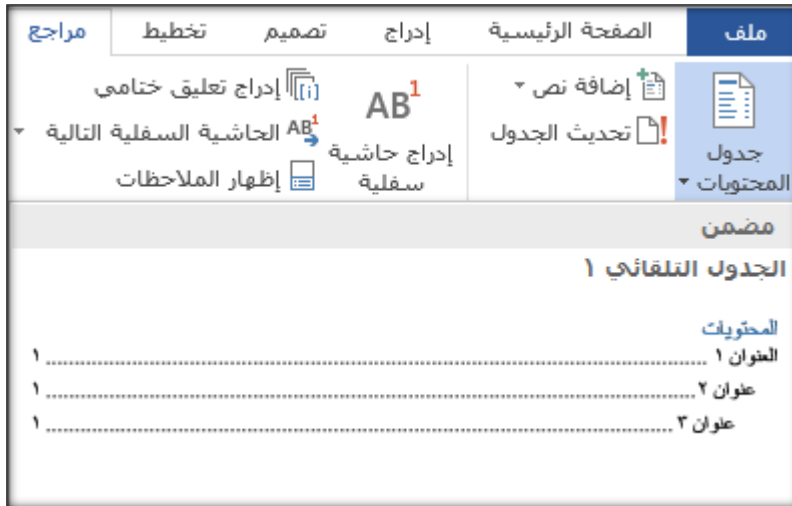 ملف الصفحة الرئيسية إدراج تصميم تخطيط مراجع
جدول
المحتويات
إضافة نص
تحديث الجدول
AB1
إدراج حاشية
سفلية
[i] إدراج تعليق ختامي
AB1 الحاشية السفلية التالية
إظهار الملاحظات
مضمن
الجدول التلقائي ١
المحتويات
العنوان ١ ........................................ ١
عنوان ٢ ........................................ ١
عنوان ٣ ........................................ ١